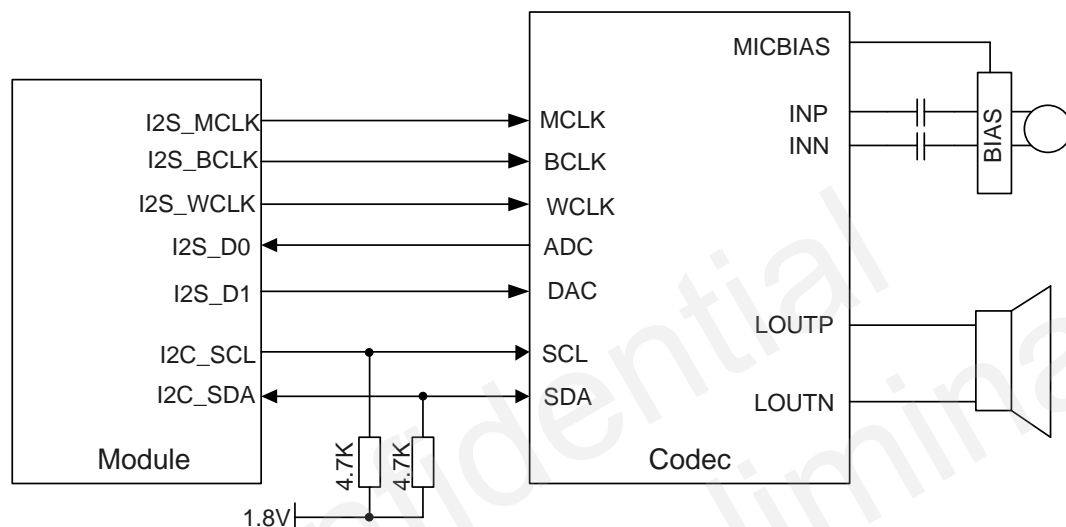 MICBIAS
I2S_MCLK
MCLK
INP
BIAS
I2S_BCLK
BCLK
INN
I2S_WCLK
WCLK
I2S_D0
ADC
I2S_D1
DAC
LOUTP
I2C_SCL
SCL
I2C_SDA
SDA
LOUTN
Module
4.7K
4.7K
Codec
1.8V